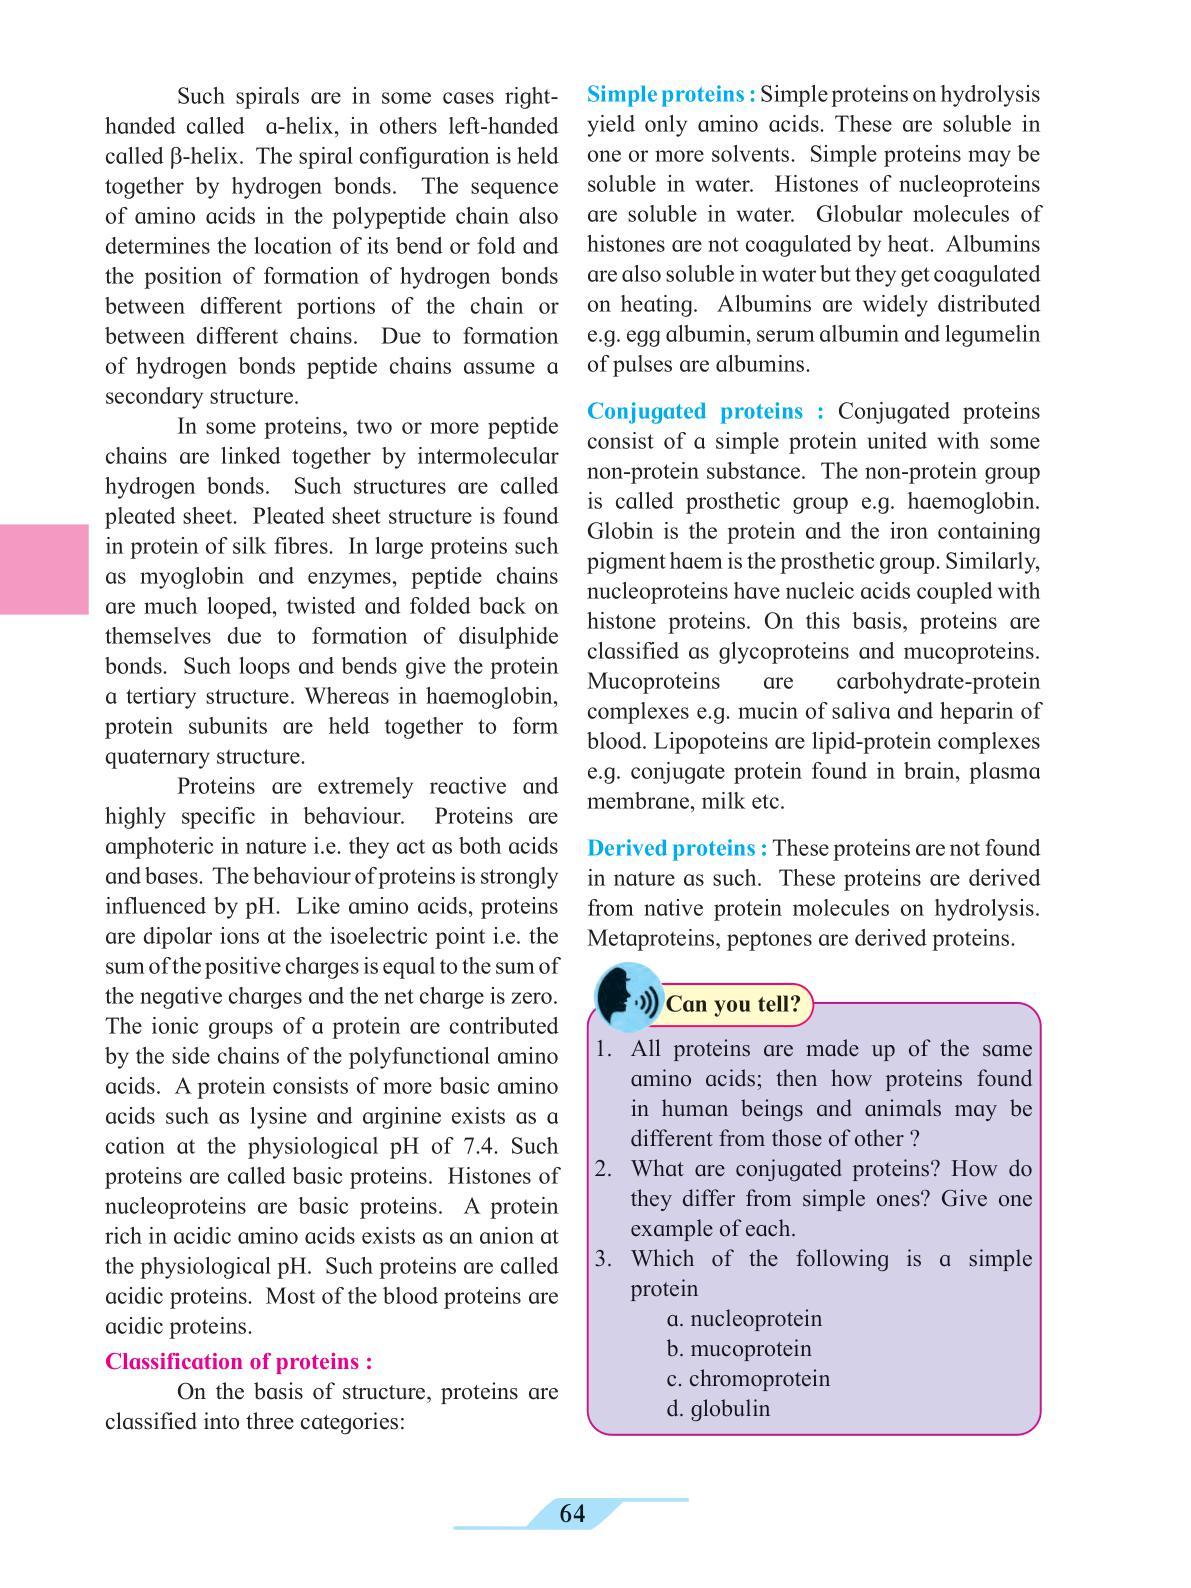 Such spirals are in some cases right-
handed called α-helix, in others left-handed
called β-helix. The spiral configuration is held
together by hydrogen bonds. The sequence
of amino acids in the polypeptide chain also
determines the location of its bend or fold and
the position of formation of hydrogen bonds
between different portions of the chain or
between different chains. Due to formation
of hydrogen bonds peptide chains assume a
secondary structure.
In some proteins, two or more peptide
chains are linked together by intermolecular
hydrogen bonds. Such structures are called
pleated sheet. Pleated sheet structure is found
in protein of silk fibres. In large proteins such
as myoglobin and enzymes, peptide chains
are much looped, twisted and folded back on
themselves due to formation of disulphide
bonds. Such loops and bends give the protein
a tertiary structure. Whereas in haemoglobin,
protein subunits are held together to form
quaternary structure.
Proteins are extremely reactive and
highly specific in behaviour. Proteins are
amphoteric in nature i.e. they act as both acids
and bases. The behaviour of proteins is strongly
influenced by pH. Like amino acids, proteins
are dipolar ions at the isoelectric point i.e. the
sum of the positive charges is equal to the sum of
the negative charges and the net charge is zero.
The ionic groups of a protein are contributed
by the side chains of the polyfunctional amino
acids. A protein consists of more basic amino
acids such as lysine and arginine exists as a
cation at the physiological pH of 7.4. Such
proteins are called basic proteins. Histones of
nucleoproteins are basic proteins. A protein
rich in acidic amino acids exists as an anion at
the physiological pH. Such proteins are called
acidic proteins. Most of the blood proteins are
acidic proteins.
Classification of proteins :
On the basis of structure, proteins are
classified into three categories:
Simple proteins : Simple proteins on hydrolysis
yield only amino acids. These are soluble in
one or more solvents. Simple proteins may be
soluble in water. Histones of nucleoproteins
are soluble in water. Globular molecules of
histones are not coagulated by heat. Albumins
are also soluble in water but they get coagulated
on heating. Albumins are widely distributed
e.g. egg albumin, serum albumin and legumelin
of pulses are albumins.
Conjugated proteins : Conjugated proteins
consist of a simple protein united with some
non-protein substance. The non-protein group
is called prosthetic group e.g. haemoglobin.
Globin is the protein and the iron containing
pigment haem is the prosthetic group. Similarly,
nucleoproteins have nucleic acids coupled with
histone proteins. On this basis, proteins are
classified as glycoproteins and mucoproteins.
Mucoproteins are carbohydrate-protein
complexes e.g. mucin of saliva and heparin of
blood. Lipopoteins are lipid-protein complexes
e.g. conjugate protein found in brain, plasma
membrane, milk etc.
Derived proteins : These proteins are not found
in nature as such. These proteins are derived
from native protein molecules on hydrolysis.
Metaproteins, peptones are derived proteins.
Can you tell?
1. All proteins are made up of the same
amino acids; then how proteins found
in human beings and animals may be
different from those of other ?
2. What are conjugated proteins? How do
they differ from simple ones? Give one
example of each.
3. Which of the following is a simple
protein
a. nucleoprotein
b. mucoprotein
c. chromoprotein
d. globulin
64